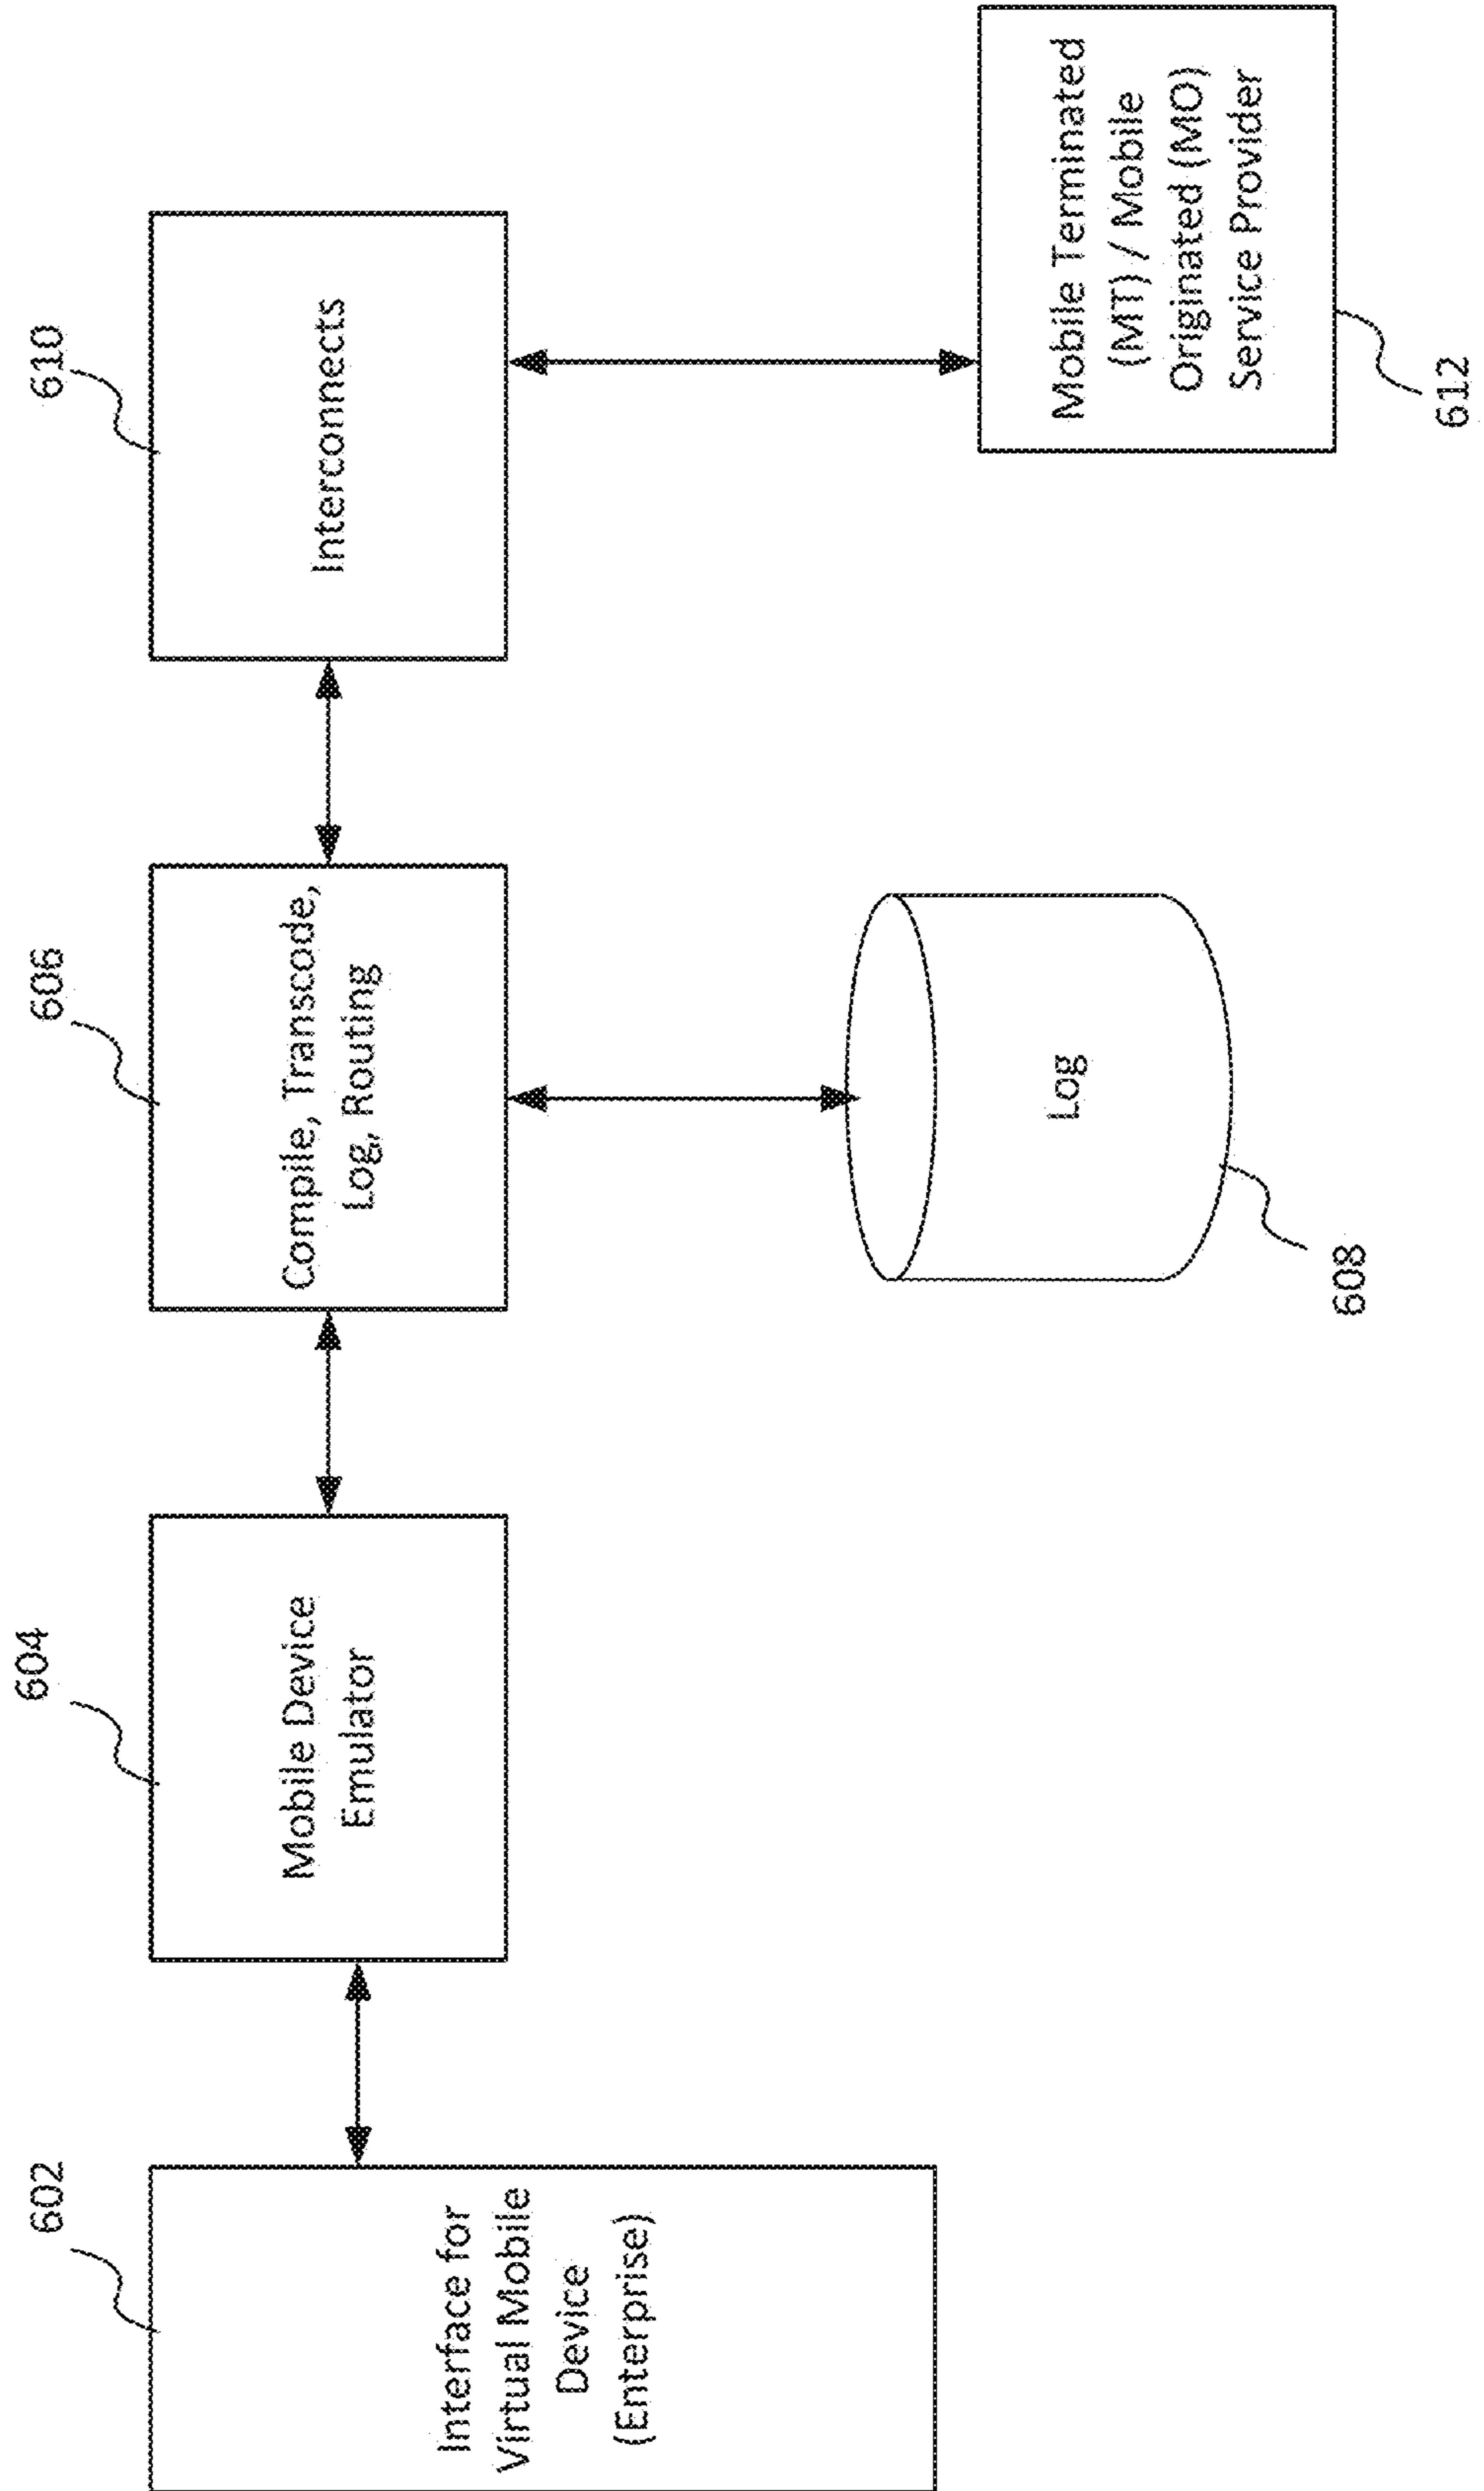 602
Interface for
Virtual Mobile
Device
(Enterprise)
604
Mobile Device
Emulator
606
Compile, Transcode,
Log, Routing
Log
608
610
Interconnects
Mobile Terminated
(MT) / Mobile
Originated (MO)
Service Provider
612